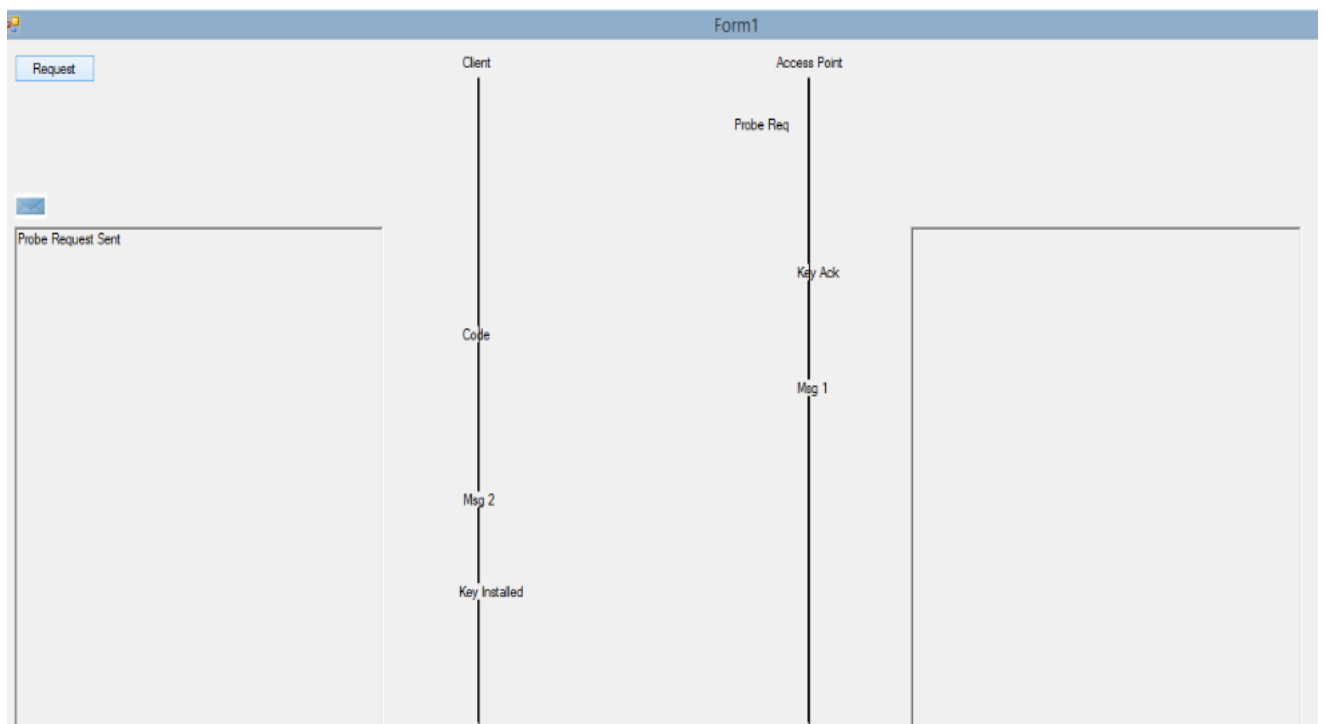 Form1
Request
Client
Access Point
Probe Req
Probe Request Sent
Key Ack
Code
Msg 1
Msg 2
Key Installed